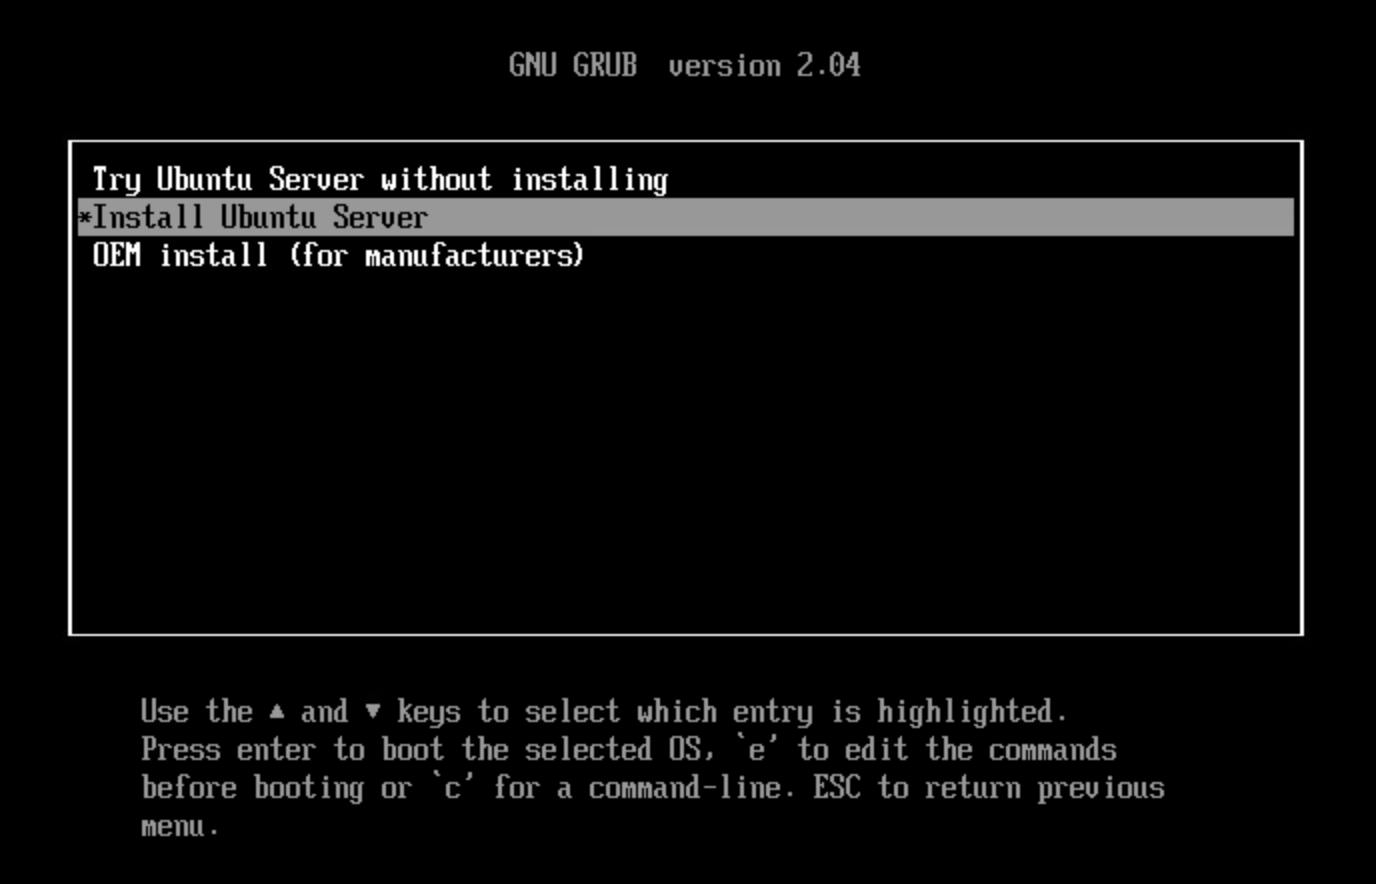 GNU GRUB  version 2.04
Try Ubuntu Server without installing
*Install Ubuntu Server
OEM install (for manufacturers)
Use the ▲ and ▼ keys to select which entry is highlighted.
Press enter to boot the selected OS, `e' to edit the commands
before booting or `c' for a command-line. ESC to return previous
menu.